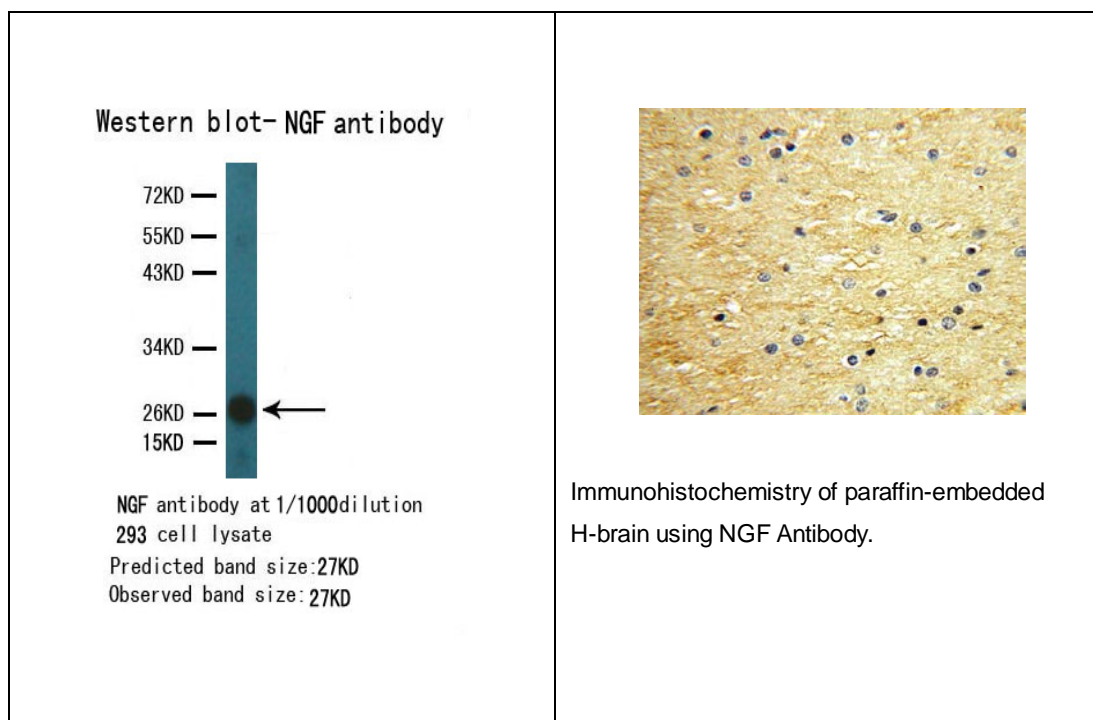 Western blot- NGF antibody
72KD
55KD
43KD
34KD
26KD
15KD
NGF antibody at 1/1000dilution
293 cell lysate
Predicted band size:27KD
Observed band size:27KD
Immunohistochemistry of paraffin-embedded
H-brain using NGF Antibody.